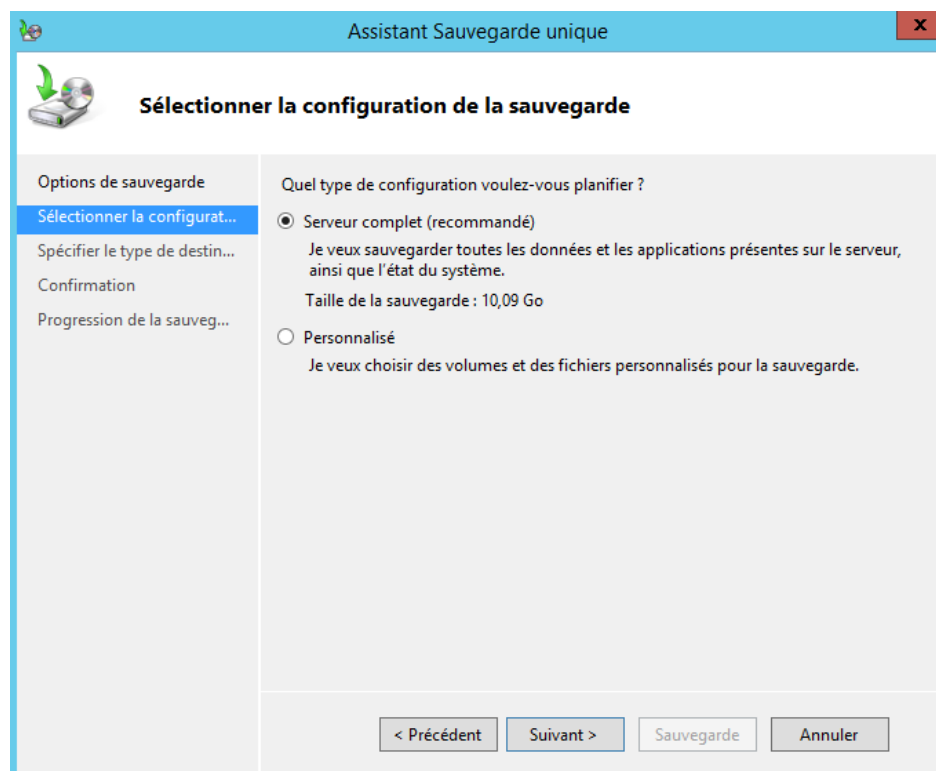 Assistant Sauvegarde unique
x
Sélectionner la configuration de la sauvegarde
Options de sauvegarde
Sélectionner la configurat...
Spécifier le type de destin...
Confirmation
Progression de la sauveg...
Quel type de configuration voulez-vous planifier ?
Serveur complet (recommandé)
Je veux sauvegarder toutes les données et les applications présentes sur le serveur,
ainsi que l'état du système.
Taille de la sauvegarde : 10,09 Go
Personnalisé
Je veux choisir des volumes et des fichiers personnalisés pour la sauvegarde.
< Précédent Suivant > Sauvegarde Annuler